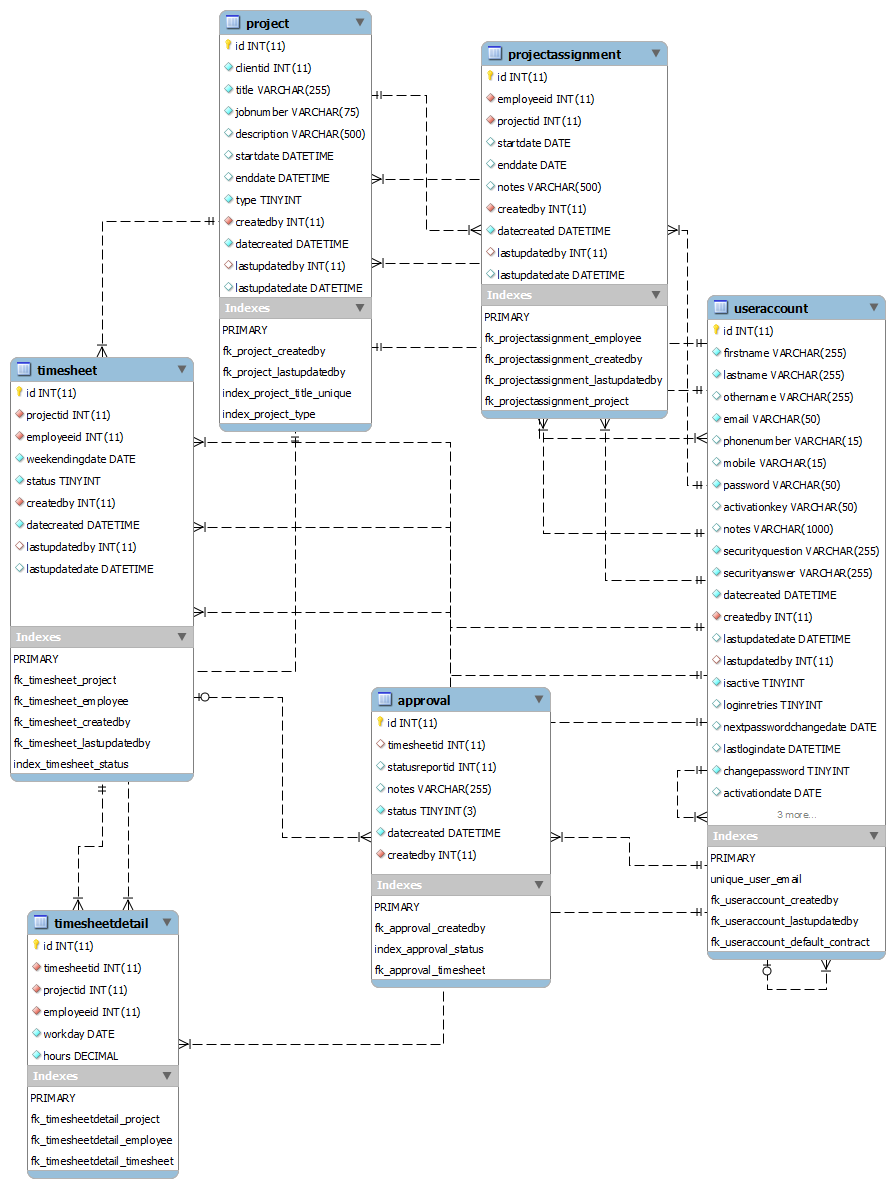 project
id INT(11)
clientid INT(11)
title VARCHAR(255)
jobnumber VARCHAR(75)
description VARCHAR(500)
startdate DATETIME
enddate DATETIME
type TINYINT
createdby INT(11)
datecreated DATETIME
lastupdatedby INT(11)
lastupdatedate DATETIME
Indexes
PRIMARY
fk_project_createdby
fk_project_lastupdatedby
index_project_title_unique
index_project_type
projectassignment
id INT(11)
employeeid INT(11)
projectid INT(11)
startdate DATE
enddate DATE
notes VARCHAR(500)
createdby INT(11)
datecreated DATETIME
lastupdatedby INT(11)
lastupdatedate DATETIME
Indexes
PRIMARY
fk_projectassignment_employee
fk_projectassignment_createdby
fk_projectassignment_lastupdatedby
fk_projectassignment_project
useraccount
id INT(11)
firstname VARCHAR(255)
lastname VARCHAR(255)
othername VARCHAR(255)
email VARCHAR(50)
phonenumber VARCHAR(15)
mobile VARCHAR(15)
password VARCHAR(50)
activationkey VARCHAR(50)
notes VARCHAR(1000)
securityquestion VARCHAR(255)
securityanswer VARCHAR(255)
datecreated DATETIME
createdby INT(11)
lastupdatedate DATETIME
lastupdatedby INT(11)
isactive TINYINT
loginretries TINYINT
nextpasswordchangedate DATE
lastlogindate DATETIME
changepassword TINYINT
activationdate DATE
3 more...
Indexes
PRIMARY
unique_user_email
fk_useraccount_createdby
fk_useraccount_lastupdatedby
fk_useraccount_default_contract
timesheet
id INT(11)
projectid INT(11)
employeeid INT(11)
weekendingdate DATE
status TINYINT
createdby INT(11)
datecreated DATETIME
lastupdatedby INT(11)
lastupdatedate DATETIME
Indexes
PRIMARY
fk_timesheet_project
fk_timesheet_employee
fk_timesheet_createdby
fk_timesheet_lastupdatedby
index_timesheet_status
approval
id INT(11)
timesheetid INT(11)
statusreportid INT(11)
notes VARCHAR(255)
status TINYINT(3)
datecreated DATETIME
createdby INT(11)
Indexes
PRIMARY
fk_approval_createdby
index_approval_status
fk_approval_timesheet
timesheetdetail
id INT(11)
timesheetid INT(11)
projectid INT(11)
employeeid INT(11)
workday DATE
hours DECIMAL
Indexes
PRIMARY
fk_timesheetdetail_project
fk_timesheetdetail_employee
fk_timesheetdetail_timesheet